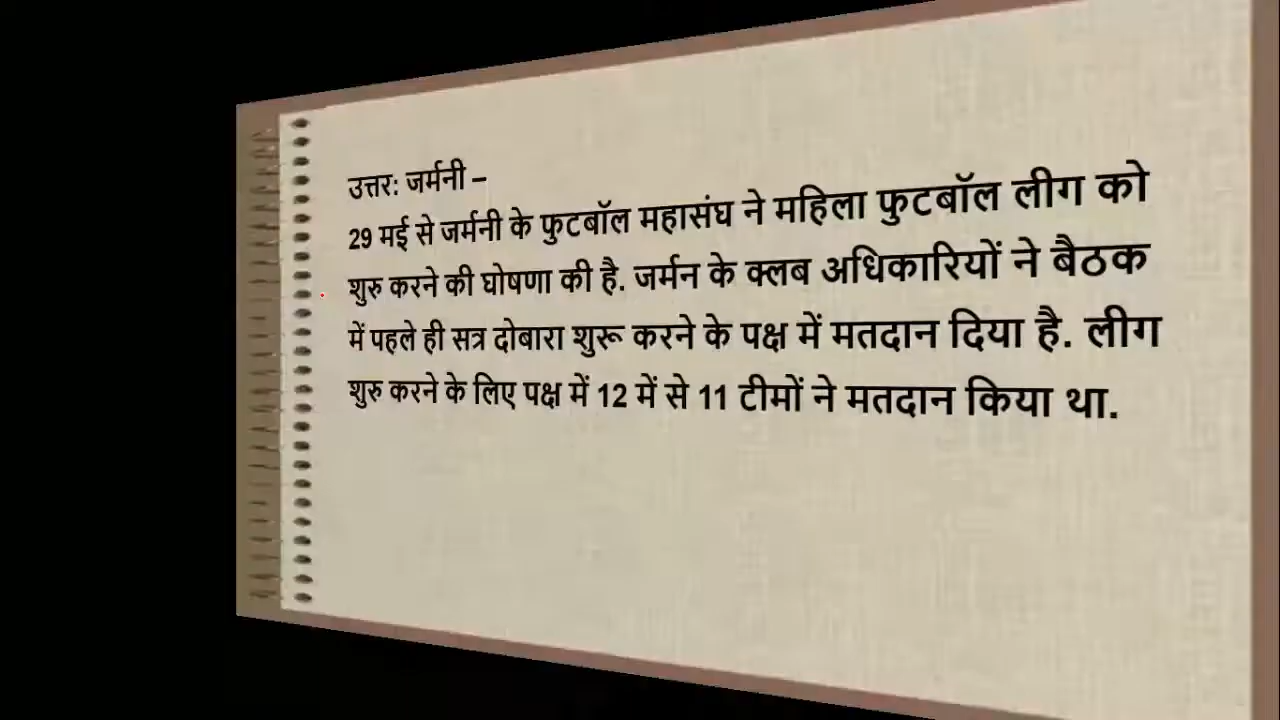 उत्तर: जर्मनी –
29 मई से जर्मनी के फुटबॉल महासंघ ने महिला फुटबॉल लीग को
शुरु करने की घोषणा की है. जर्मन के क्लब अधिकारियों ने बैठक
में पहले ही सत्र दोबारा शुरू करने के पक्ष में मतदान दिया है. लीग
शुरु करने के लिए पक्ष में 12 में से 11 टीमों ने मतदान किया था.